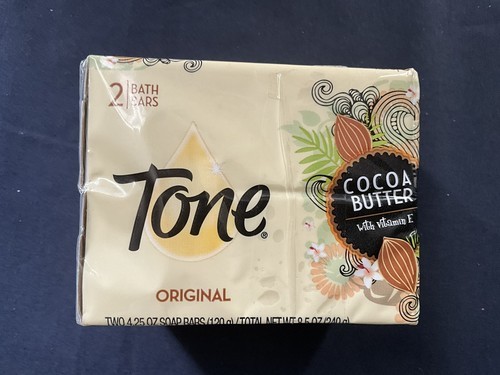 2 BATH
BARS
Tone®
ORIGINAL
COCOA
BUTTER
With Vitamin E
TWO 4.25 OZ SOAP BARS (120 g) / TOTAL NET WT 8.5 OZ (240 g)